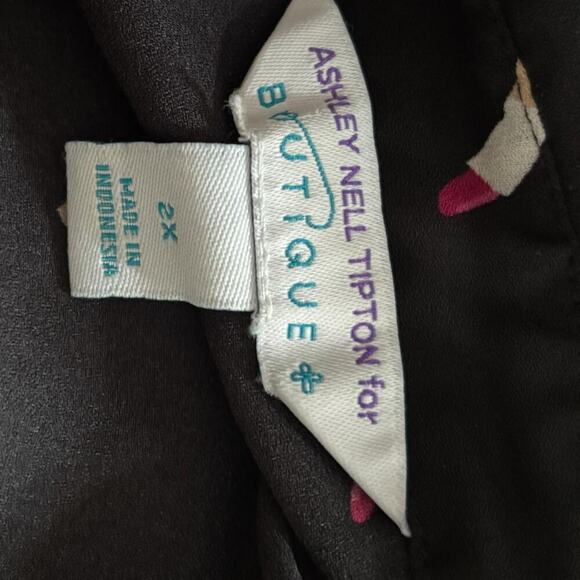 ASHLEY NELL TIPTON for
BOUTIQUE +
2X
MADE IN
INDONESIA